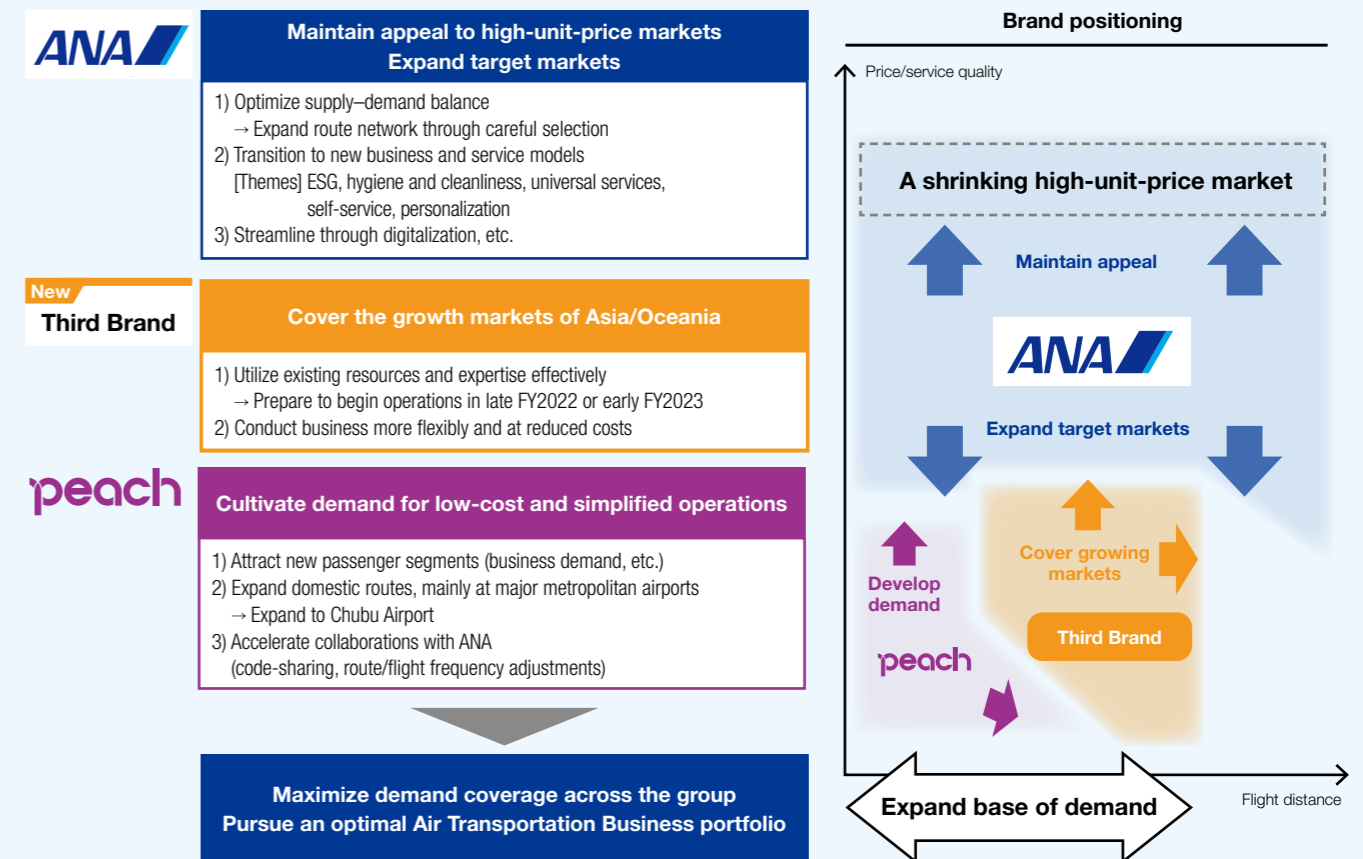 ANA
Maintain appeal to high-unit-price markets
Expand target markets
1) Optimize supply–demand balance
→ Expand route network through careful selection
2) Transition to new business and service models
[Themes] ESG, hygiene and cleanliness, universal services,
self-service, personalization
3) Streamline through digitalization, etc.
New
Third Brand
Cover the growth markets of Asia/Oceania
1) Utilize existing resources and expertise effectively
→ Prepare to begin operations in late FY2022 or early FY2023
2) Conduct business more flexibly and at reduced costs
peach
Cultivate demand for low-cost and simplified operations
1) Attract new passenger segments (business demand, etc.)
2) Expand domestic routes, mainly at major metropolitan airports
→ Expand to Chubu Airport
3) Accelerate collaborations with ANA
(code-sharing, route/flight frequency adjustments)
Maximize demand coverage across the group
Pursue an optimal Air Transportation Business portfolio
Brand positioning
Price/service quality
A shrinking high-unit-price market
Maintain appeal
ANA
Expand target markets
Cover growing
markets
Third Brand
Develop
demand
peach
Expand base of demand
Flight distance